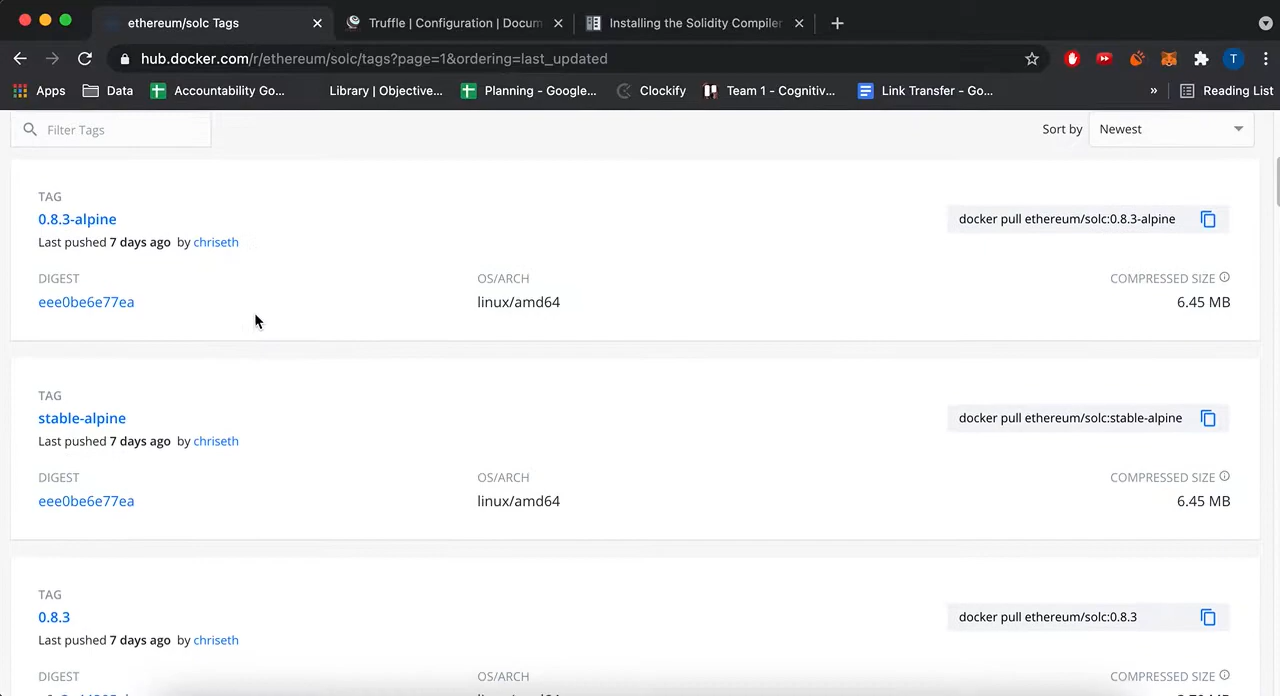 ethereum/solc Tags
Truffle | Configuration | Docum
Installing the Solidity Compiler
hub.docker.com/r/ethereum/solc/tags?page=1&ordering=last_updated
T
Apps Data Accountability Go... Library | Objective... Planning - Google... Clockify Team 1 - Cognitiv... Link Transfer - Go... » Reading List
Filter Tags
Sort by Newest
TAG
0.8.3-alpine
docker pull ethereum/solc:0.8.3-alpine
Last pushed 7 days ago by chriseth
DIGEST OS/ARCH COMPRESSED SIZE
eee0be6e77ea linux/amd64 6.45 MB
TAG
stable-alpine
docker pull ethereum/solc:stable-alpine
Last pushed 7 days ago by chriseth
DIGEST OS/ARCH COMPRESSED SIZE
eee0be6e77ea linux/amd64 6.45 MB
TAG
0.8.3
docker pull ethereum/solc:0.8.3
Last pushed 7 days ago by chriseth
DIGEST OS/ARCH COMPRESSED SIZE